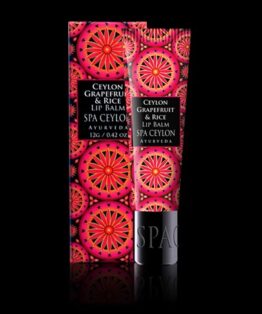 CEYLON
GRAPEFRUIT
& RICE
LIP BALM
SPA CEYLON
AYURVEDA
12G / 0.42 OZ
CEYLON
GRAPEFRUIT
& RICE
LIP BALM
SPA CEYLON
AYURVEDA
SPAC